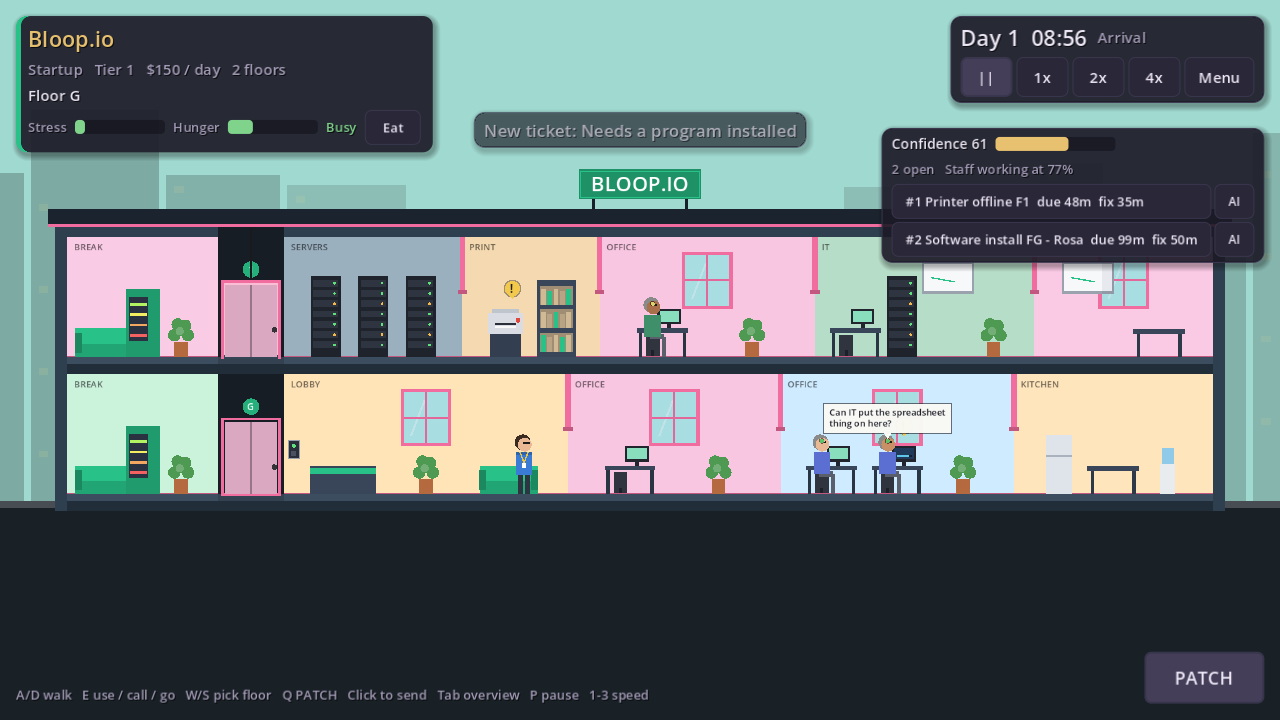 Bloop.io
Startup Tier 1 $150 / day 2 floors
Floor G
Stress Hunger Busy Eat
Day 1 08:56 Arrival
|| 1x 2x 4x Menu
New ticket: Needs a program installed
Confidence 61
2 open Staff working at 77%
#1 Printer offline F1 due 48m fix 35m AI
#2 Software install FG - Rosa due 99m fix 50m AI
BLOOP.IO
BREAK
SERVERS
PRINT
OFFICE
IT
1
!
BREAK
LOBBY
OFFICE
OFFICE
KITCHEN
G
Can IT put the spreadsheet
thing on here?
PATCH
A/D walk E use / call / go W/S pick floor Q PATCH Click to send Tab overview P pause 1-3 speed